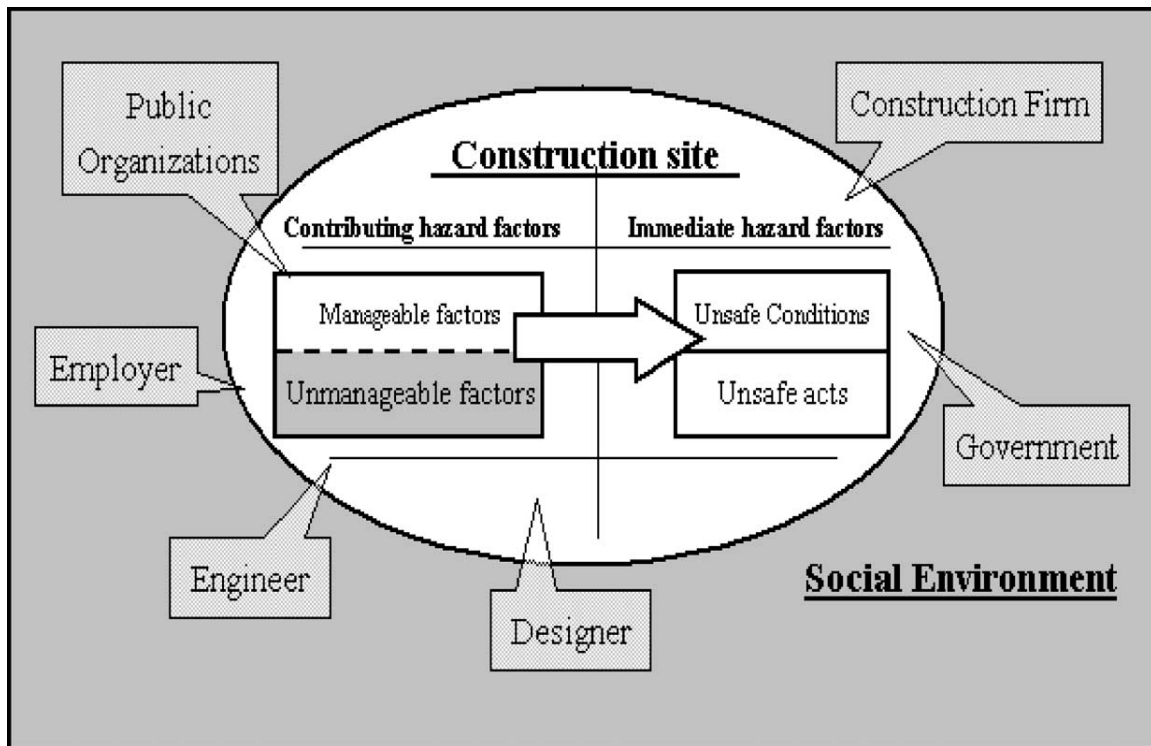 Public
Organizations
Construction Firm
Construction site
Contributing hazard factors
Immediate hazard factors
Manageable factors
Unsafe Conditions
Employer
Unmanageable factors
Unsafe acts
Government
Engineer
Designer
Social Environment